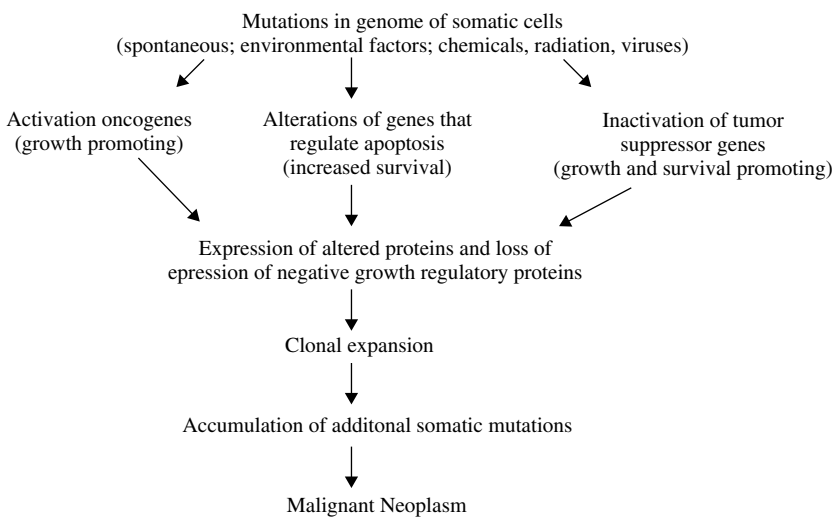 Mutations in genome of somatic cells
(spontaneous; environmental factors; chemicals, radiation, viruses)
Activation oncogenes
(growth promoting)
Alterations of genes that
regulate apoptosis
(increased survival)
Inactivation of tumor
suppressor genes
(growth and survival promoting)
Expression of altered proteins and loss of
epression of negative growth regulatory proteins
Clonal expansion
Accumulation of additonal somatic mutations
Malignant Neoplasm